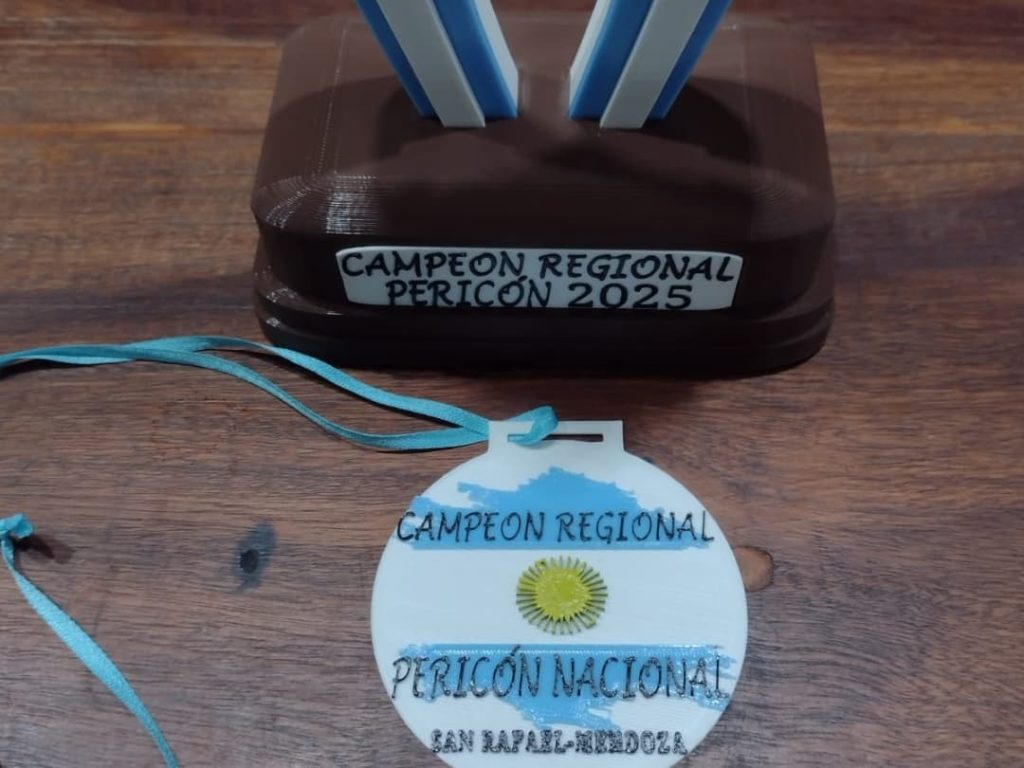 CAMPEON REGIONAL
PERICÓN 2025
CAMPEON REGIONAL
PERICÓN NACIONAL
SAN RAFAEL-MENDOZA